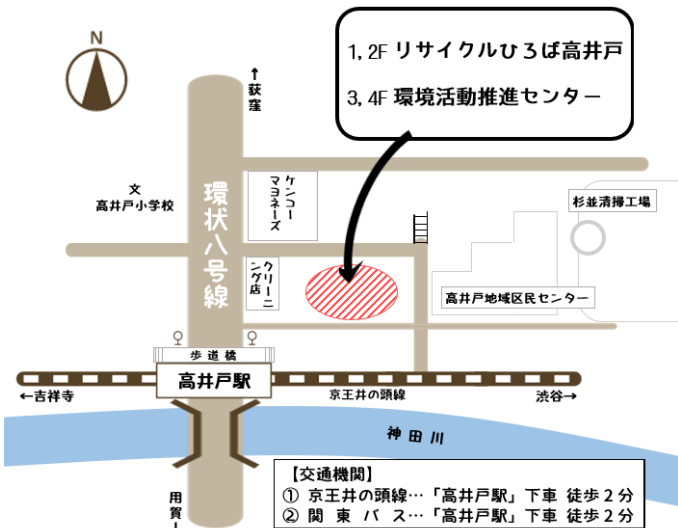 N
1, 2F リサイクルひろば高井戸
3, 4F 環境活動推進センター
↑荻窪
文
高井戸小学校
環状八号線
ケンコー
マヨネーズ
杉並清掃工場
クリーニ
ング店
高井戸地域区民センター
歩道橋
高井戸駅
←吉祥寺
京王井の頭線
渋谷→
神田川
用賀↓
【交通機関】
① 京王井の頭線…「高井戸駅」下車 徒歩2分
② 関東バス…「高井戸駅」下車 徒歩2分